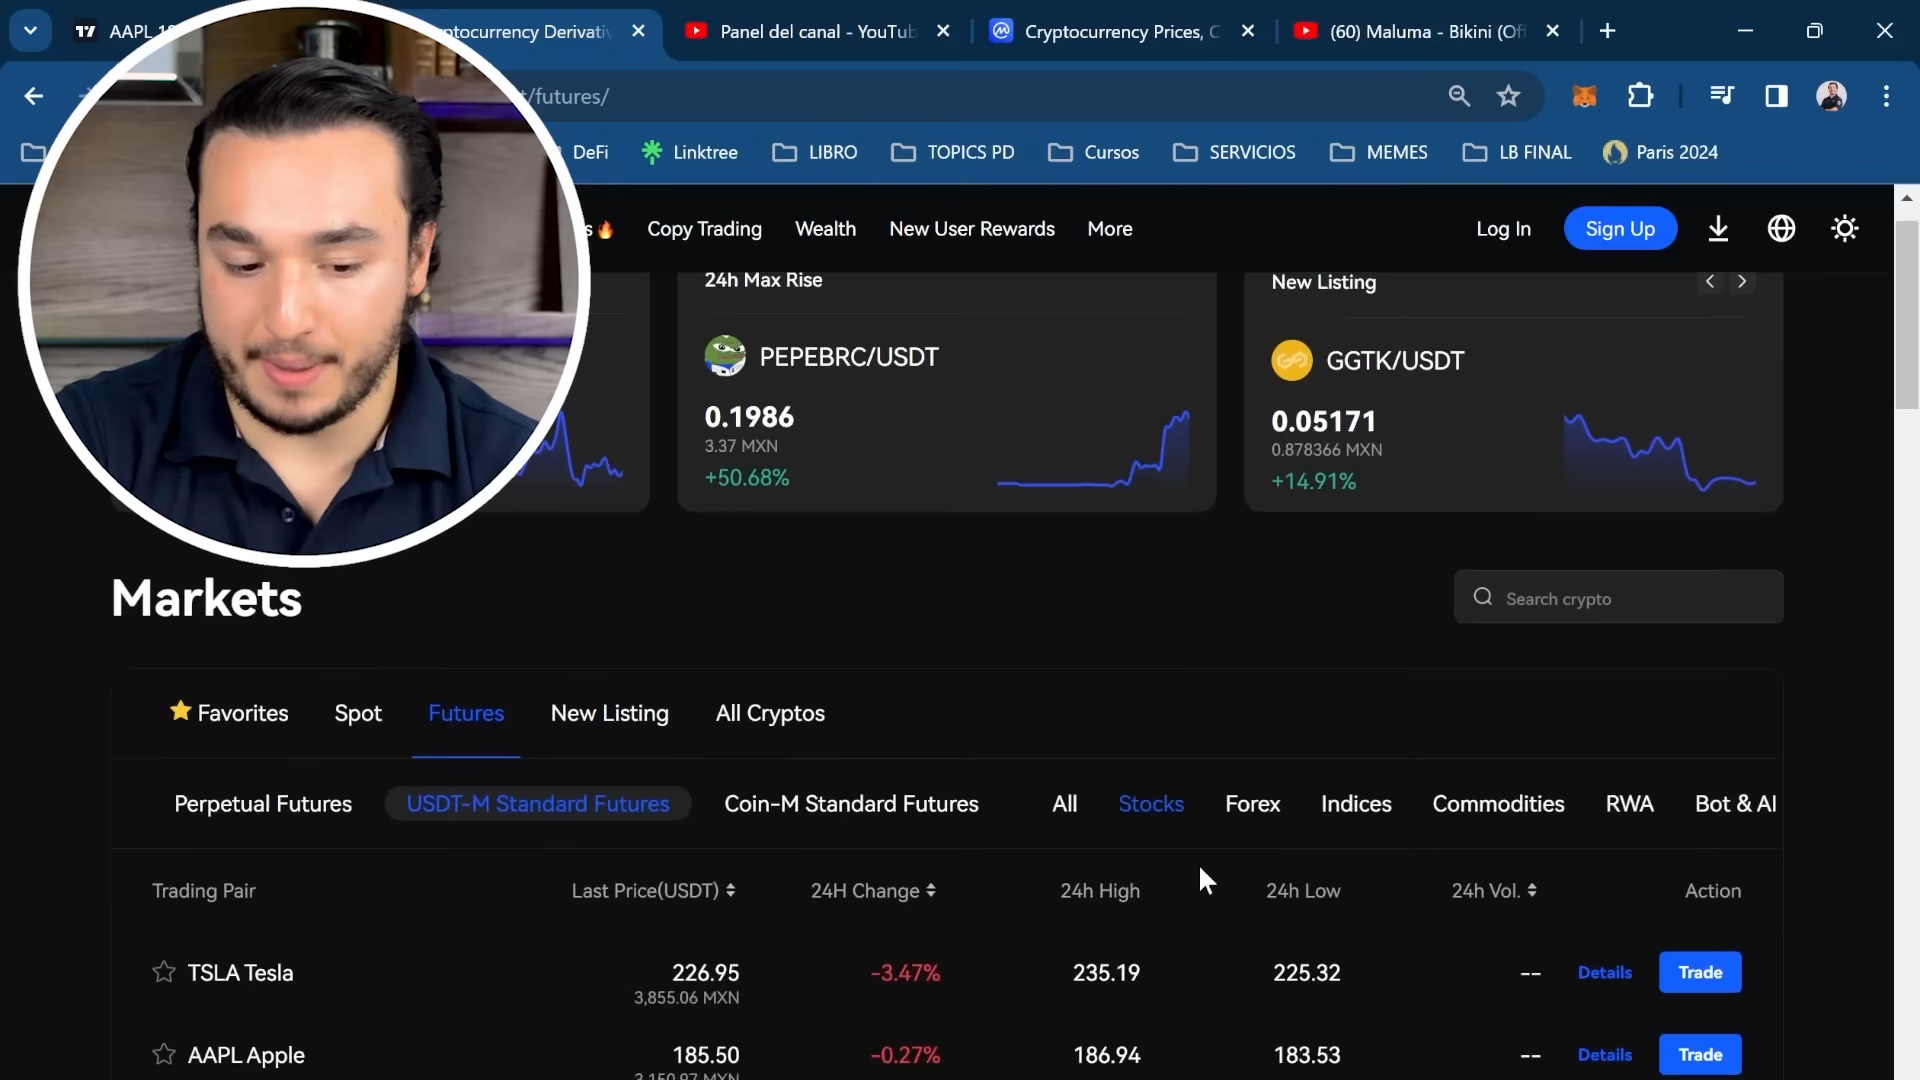 AAPL
ptocurrency Derivati
Panel del canal - YouTub
Cryptocurrency Prices, C
(60) Maluma - Bikini (Of
t/futures/
DeFi
Linktree
LIBRO
TOPICS PD
Cursos
SERVICIOS
MEMES
LB FINAL
Paris 2024
s
Copy Trading
Wealth
New User Rewards
More
Log In
Sign Up
24h Max Rise
New Listing
PEPEBRC/USDT
GGTK/USDT
0.1986
3.37 MXN
+50.68%
0.05171
0.878366 MXN
+14.91%
Markets
Search crypto
Favorites
Spot
Futures
New Listing
All Cryptos
Perpetual Futures
USDT-M Standard Futures
Coin-M Standard Futures
All
Stocks
Forex
Indices
Commodities
RWA
Bot & AI
Trading Pair
Last Price(USDT)
24H Change
24h High
24h Low
24h Vol.
Action
TSLA Tesla
226.95
3,855.06 MXN
-3.47%
235.19
225.32
--
Details
Trade
AAPL Apple
185.50
3,150.97 MXN
-0.27%
186.94
183.53
--
Details
Trade